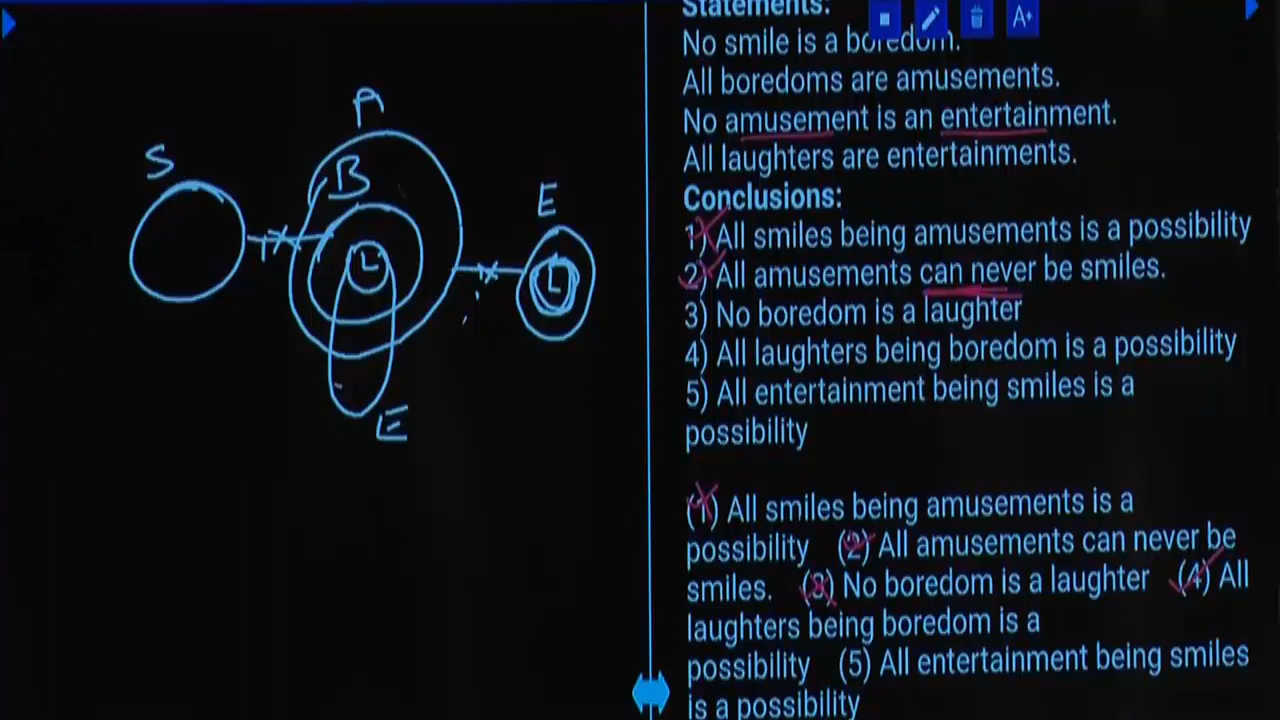 Statements:
No smile is a boredom.
All boredoms are amusements.
No amusement is an entertainment.
All laughters are entertainments.
Conclusions:
1) All smiles being amusements is a possibility
2) All amusements can never be smiles.
3) No boredom is a laughter
4) All laughters being boredom is a possibility
5) All entertainment being smiles is a
possibility
(1) All smiles being amusements is a
possibility (2) All amusements can never be
smiles. (3) No boredom is a laughter (4) All
laughters being boredom is a
possibility (5) All entertainment being smiles
is a possibility
A+
A
S
B
L
E
L
E